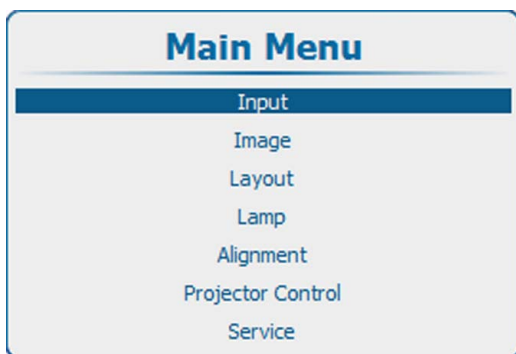 Main Menu
Input
Image
Layout
Lamp
Alignment
Projector Control
Service